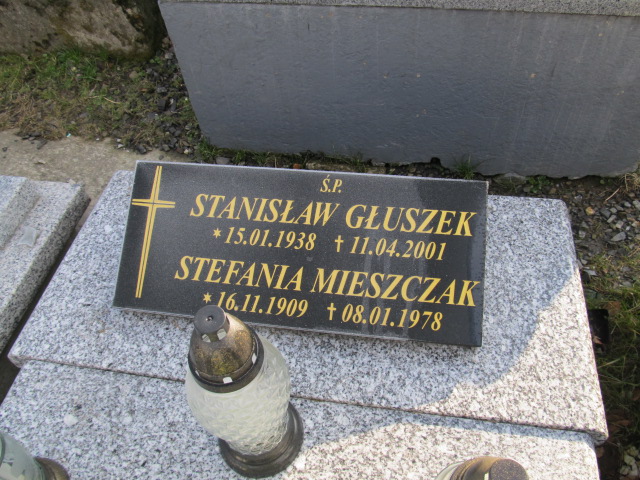 Ś.P.
STANISŁAW GŁUSZEK
*15.01.1938 †11.04.2001
STEFANIA MIESZCZAK
*16.11.1909 †08.01.1978